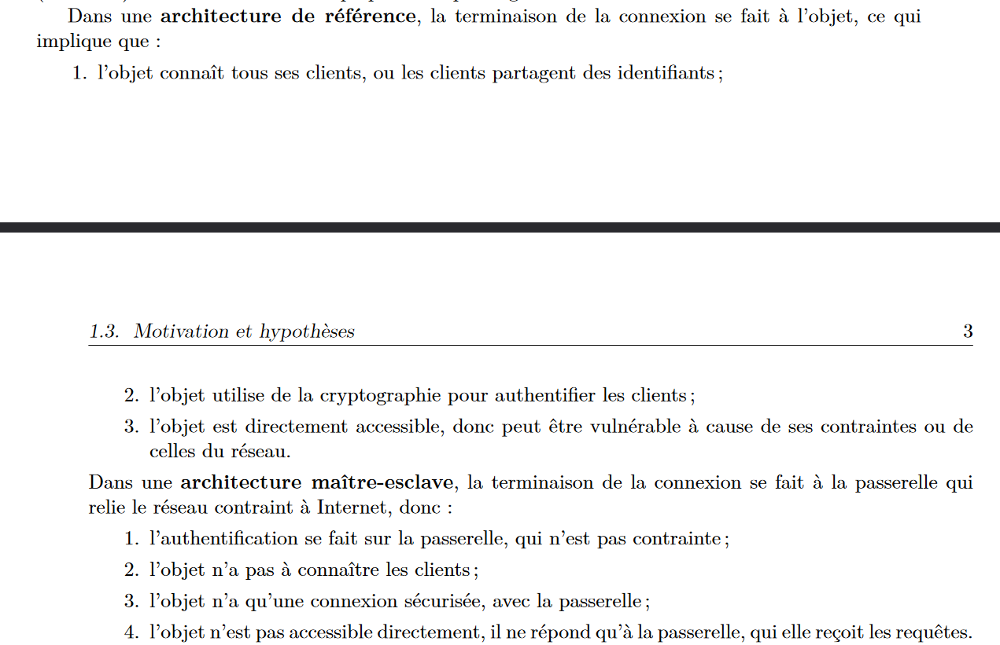 Dans une architecture de référence, la terminaison de la connexion se fait à l'objet, ce qui
implique que :
1. l'objet connaît tous ses clients, ou les clients partagent des identifiants ;
1.3. Motivation et hypothèses 3
2. l'objet utilise de la cryptographie pour authentifier les clients ;
3. l'objet est directement accessible, donc peut être vulnérable à cause de ses contraintes ou de
celles du réseau.
Dans une architecture maître-esclave, la terminaison de la connexion se fait à la passerelle qui
relie le réseau contraint à Internet, donc :
1. l'authentification se fait sur la passerelle, qui n'est pas contrainte ;
2. l'objet n'a pas à connaître les clients ;
3. l'objet n'a qu'une connexion sécurisée, avec la passerelle ;
4. l'objet n'est pas accessible directement, il ne répond qu'à la passerelle, qui elle reçoit les requêtes.